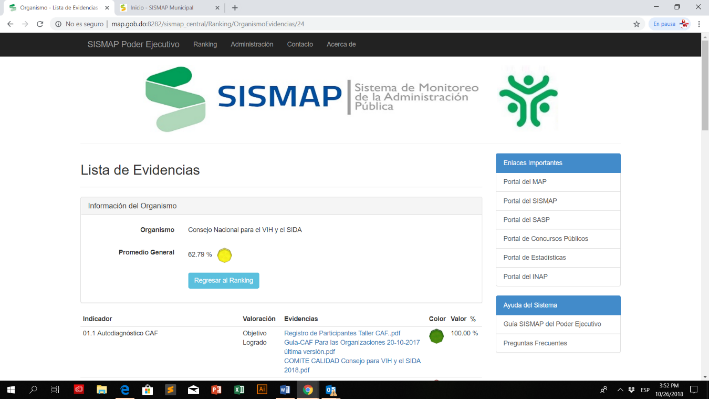 Organismo - Lista de Evidencias
Inicio - SISMAP Municipal
No es seguro | map.gob.do:8282/sismap_central/Ranking/OrganismoEvidencias/24
En pausa
SISMAP Poder Ejecutivo Ranking Administración Contacto Acerca de
SISMAP Sistema de Monitoreo
de la Administración
Pública
Lista de Evidencias
Información del Organismo
Organismo Consejo Nacional para el VIH y el SIDA
Promedio General 62.79 %
Regresar al Ranking
Indicador Valoración Evidencias Color Valor %
01.1 Autodiagnóstico CAF Objetivo Registro de Participantes Taller CAF..pdf 100.00 %
Logrado Guia-CAF Para las Organizaciones 20-10-2017
última versión.pdf
COMITE CALIDAD Consejo para VIH y el SIDA
2018.pdf
Enlaces Importantes
Portal del MAP
Portal del SISMAP
Portal del SASP
Portal de Concursos Públicos
Portal de Estadísticas
Portal del INAP
Ayuda del Sistema
Guía SISMAP del Poder Ejecutivo
Preguntas Frecuentes
ESP
3:52 PM
10/26/2018